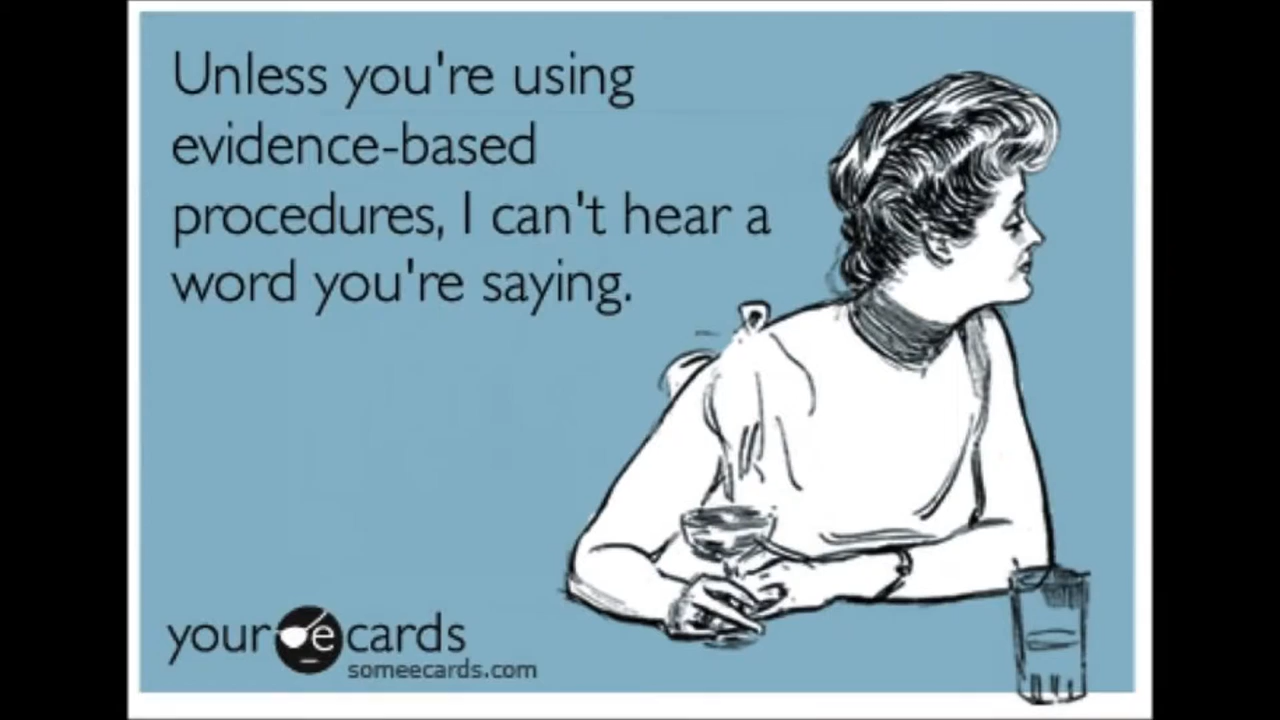 Unless you're using
evidence-based
procedures, I can't hear a
word you're saying.
your e cards
someecards.com